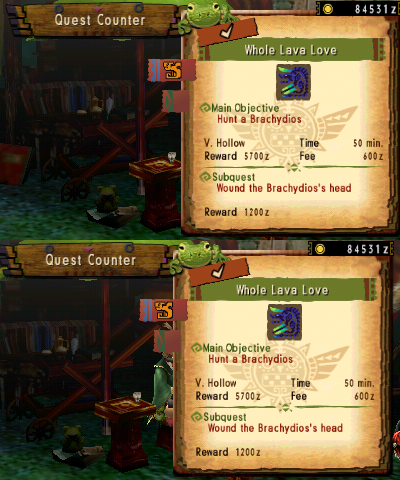 Quest Counter
84531z
Whole Lava Love
Main Objective
Hunt a Brachydios
V. Hollow Time 50 min.
Reward 5700z Fee 600z
Subquest
Wound the Brachydios's head
Reward 1200z
Quest Counter
84531z
Whole Lava Love
Main Objective
Hunt a Brachydios
V. Hollow Time 50 min.
Reward 5700z Fee 600z
Subquest
Wound the Brachydios's head
Reward 1200z